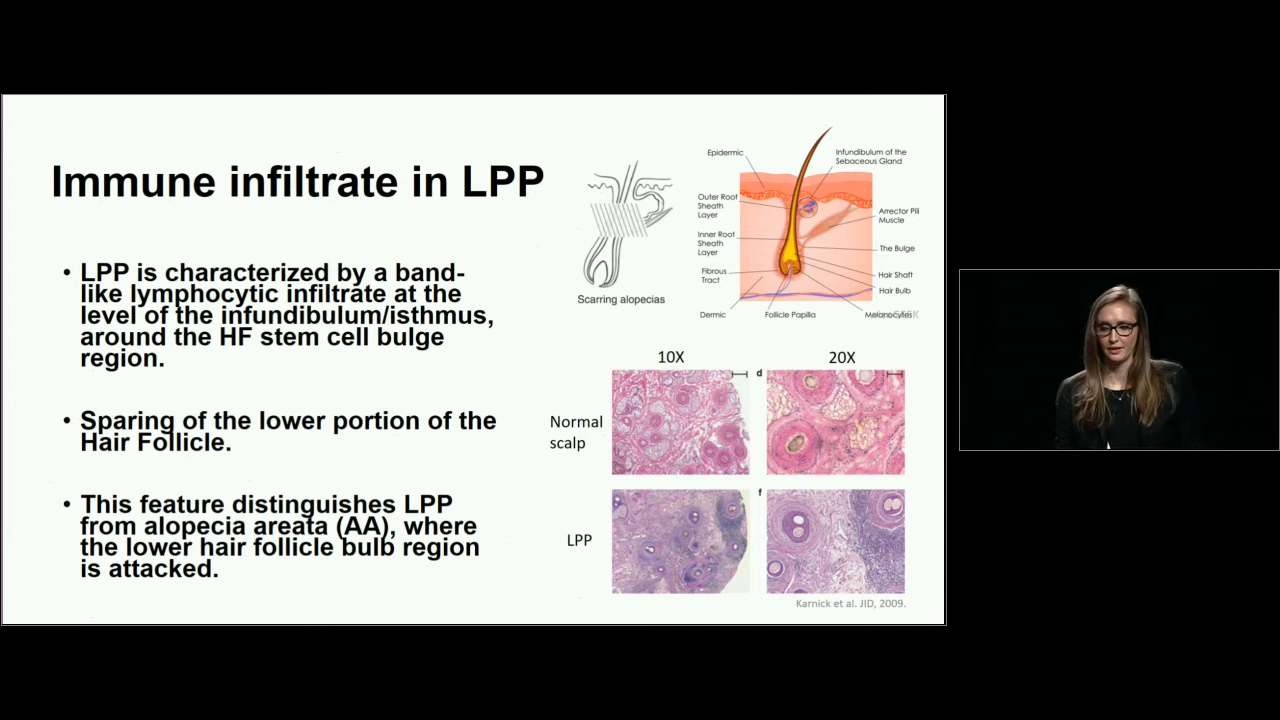 Immune infiltrate in LPP
• LPP is characterized by a band-
like lymphocytic infiltrate at the
level of the infundibulum/isthmus,
around the HF stem cell bulge
region.
• Sparing of the lower portion of the
Hair Follicle.
• This feature distinguishes LPP
from alopecia areata (AA), where
the lower hair follicle bulb region
is attacked.
Scarring alopecias
Epidermic
Outer Root
Sheath
Layer
Inner Root
Sheath
Layer
Fibrous
Tract
Dermic
Follicle Papilla
Infundibulum of the
Sebaceous Gland
Arrector Pili
Muscle
The Bulge
Hair Shaft
Hair Bulb
Melanocytes
10X
20X
d
Normal
scalp
f
LPP
Karnick et al. JID, 2009.